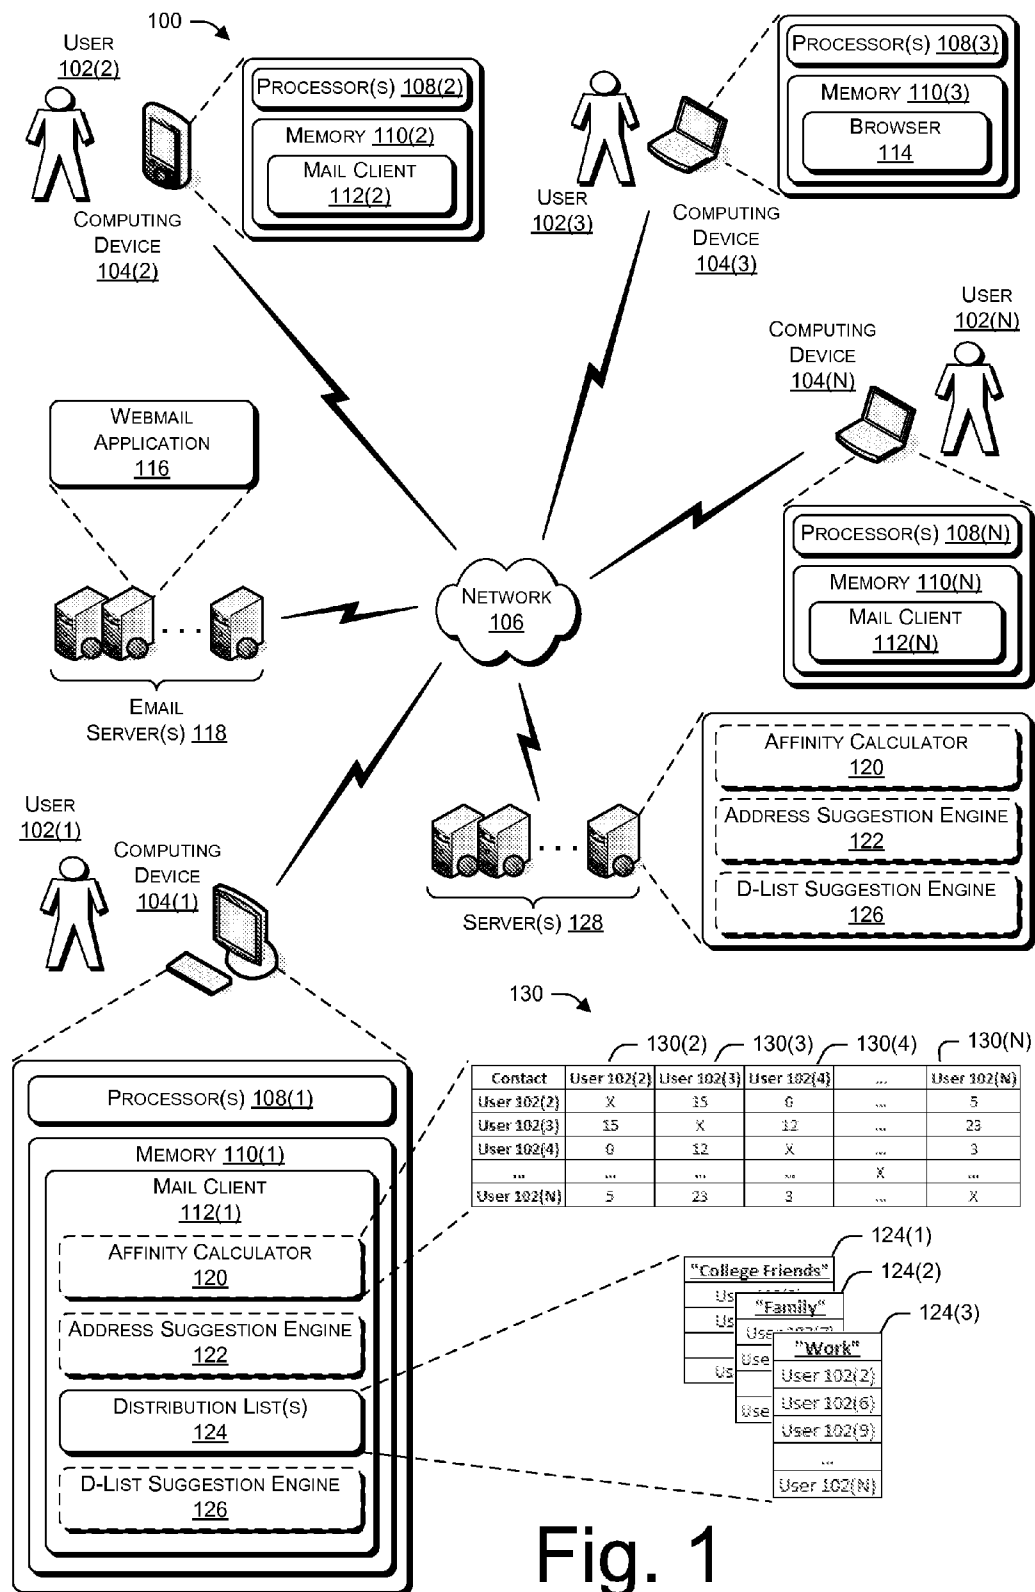 100
USER
102(2)
PROCESSOR(S) 108(2)
MEMORY 110(2)
MAIL CLIENT
112(2)
COMPUTING
DEVICE
104(2)
PROCESSOR(S) 108(3)
MEMORY 110(3)
BROWSER
114
USER
102(3)
COMPUTING
DEVICE
104(3)
USER
102(N)
COMPUTING
DEVICE
104(N)
PROCESSOR(S) 108(N)
MEMORY 110(N)
MAIL CLIENT
112(N)
WEBMAIL
APPLICATION
116
. . .
EMAIL
SERVER(S) 118
NETWORK
106
AFFINITY CALCULATOR
120
ADDRESS SUGGESTION ENGINE
122
D-LIST SUGGESTION ENGINE
126
. . .
SERVER(S) 128
USER
102(1)
COMPUTING
DEVICE
104(1)
PROCESSOR(S) 108(1)
MEMORY 110(1)
MAIL CLIENT
112(1)
AFFINITY CALCULATOR
120
ADDRESS SUGGESTION ENGINE
122
DISTRIBUTION LIST(S)
124
D-LIST SUGGESTION ENGINE
126
130
130(2) 130(3) 130(4) 130(N)
Contact User 102(2) User 102(3) User 102(4) ... User 102(N)
User 102(2) X 15 0 ... 5
User 102(3) 15 X 12 ... 23
User 102(4) 0 12 X ... 3
... ... ... ... X ...
User 102(N) 5 23 3 ... X
124(1)
"College Friends"
124(2)
"Family"
124(3)
"Work"
User 102(2)
User 102(6)
User 102(9)
...
User 102(N)
Fig. 1